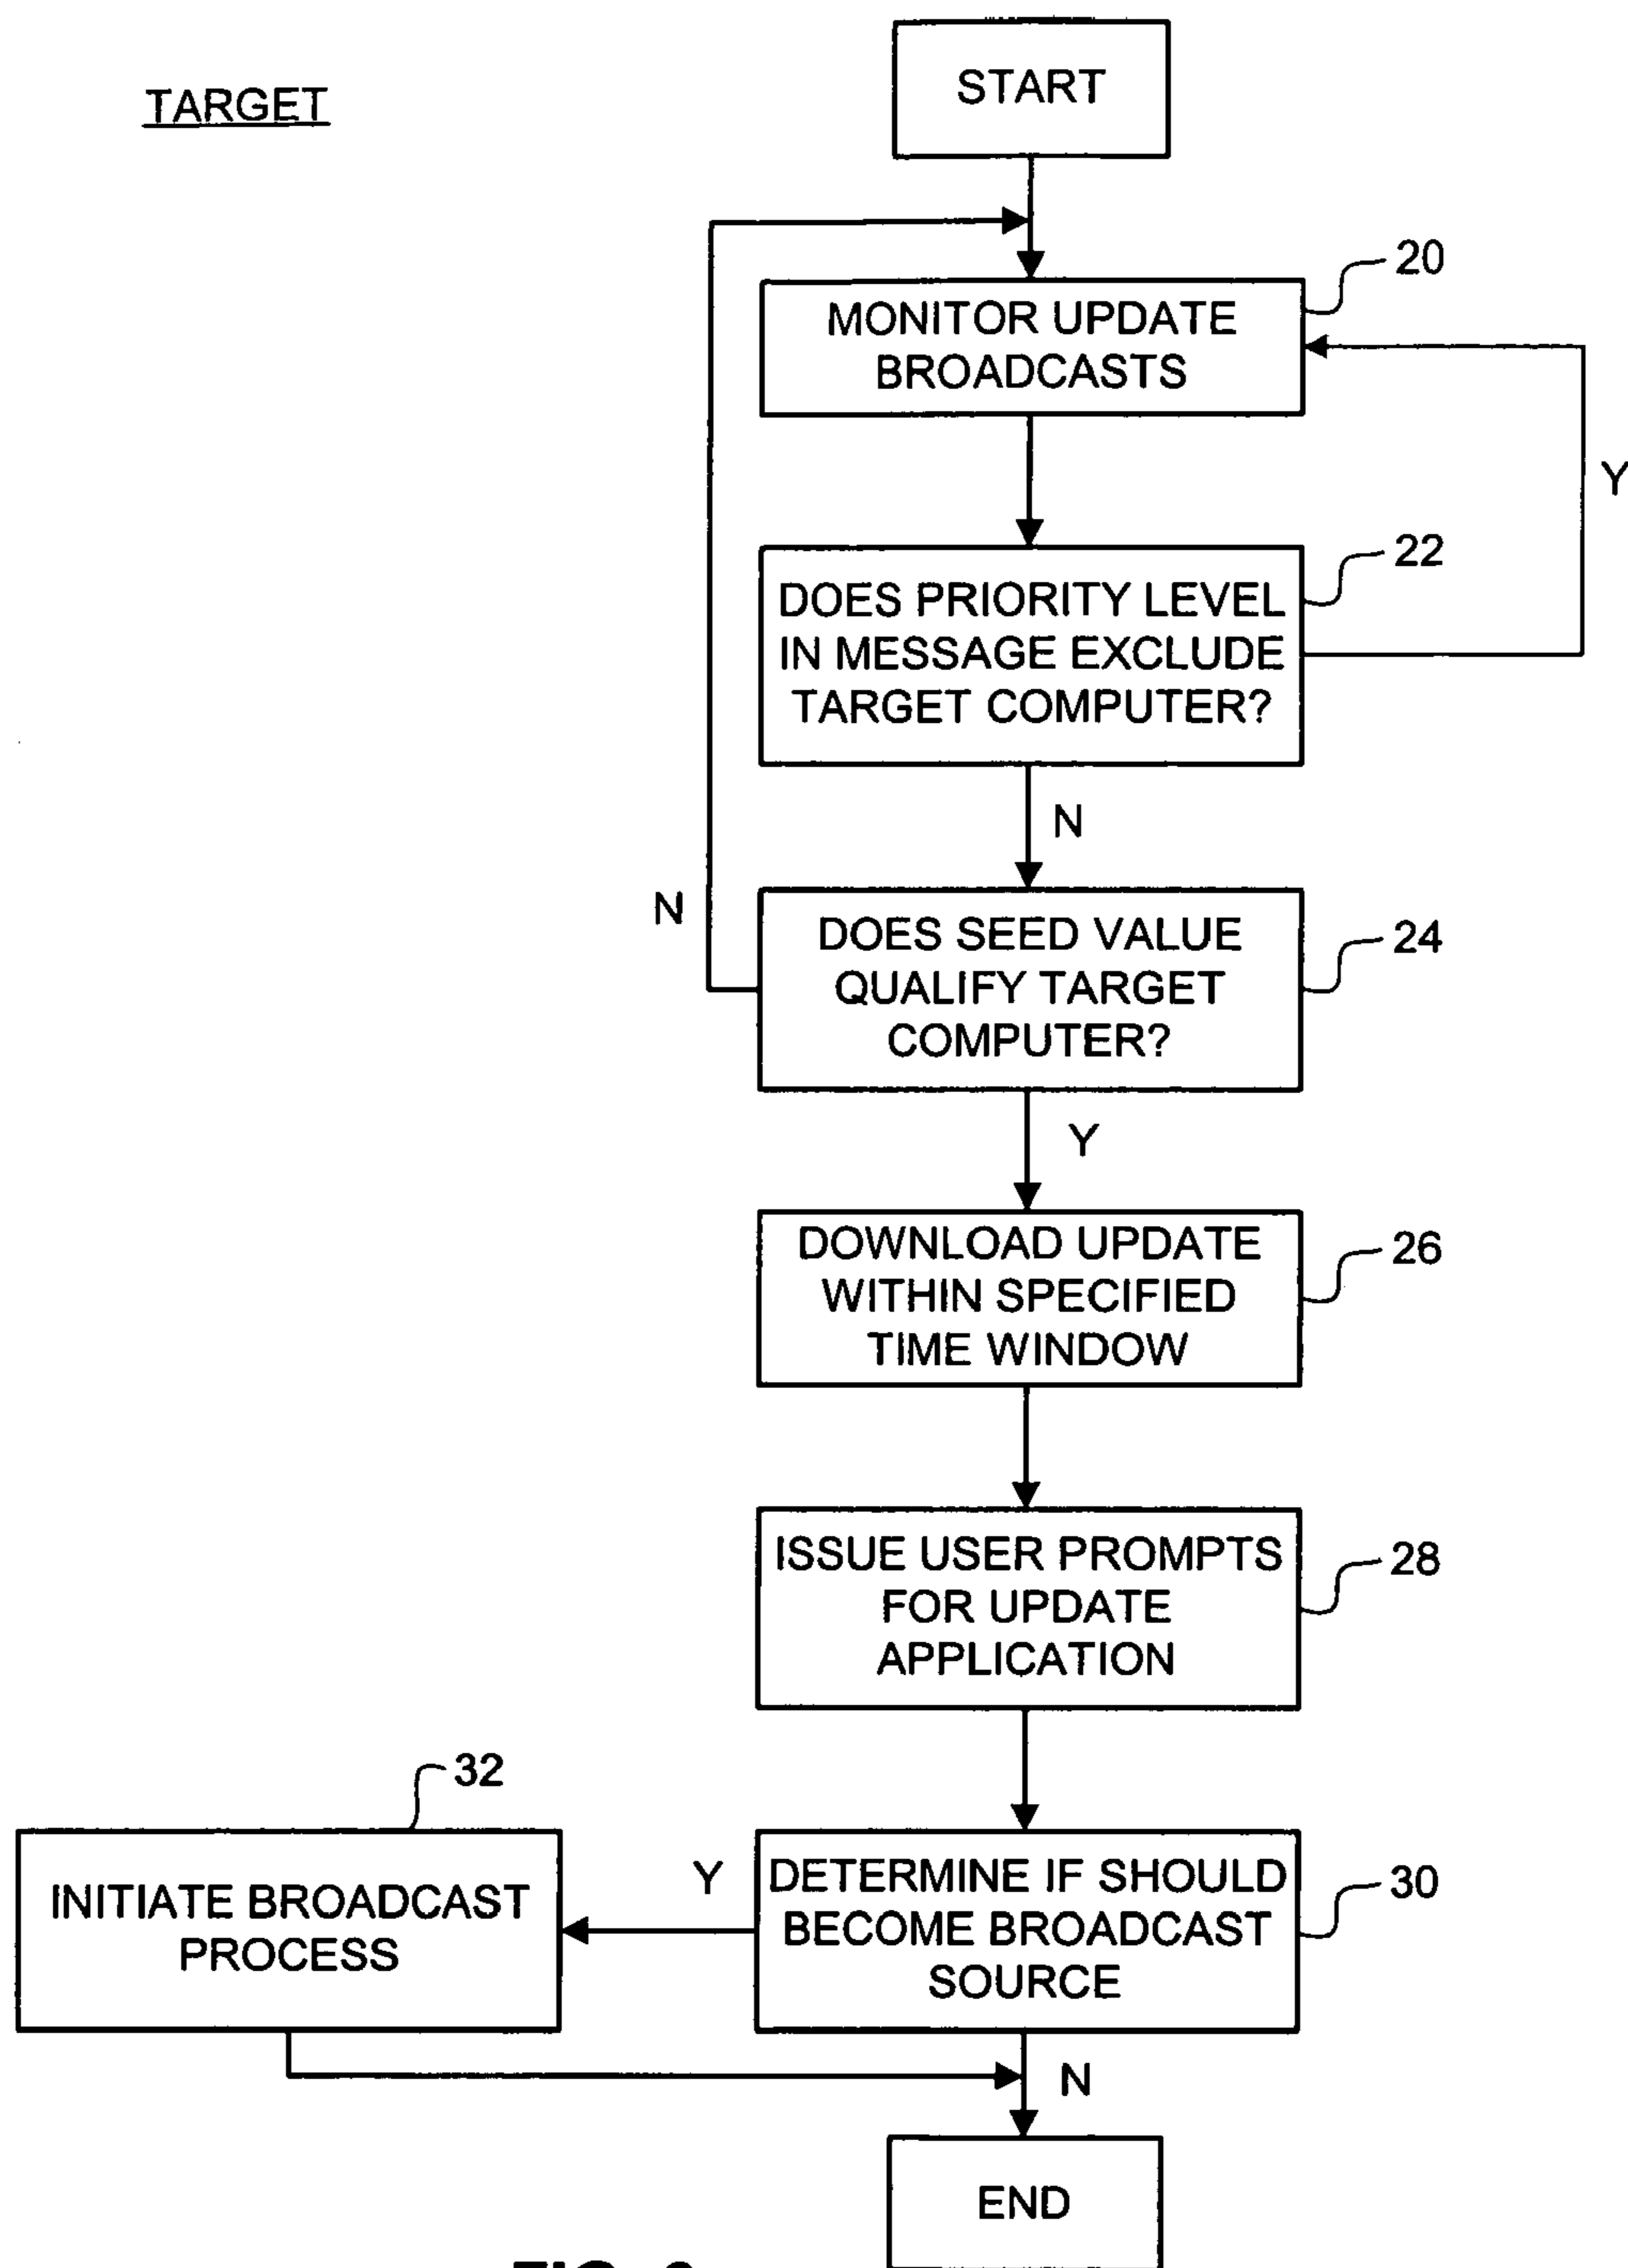 TARGET
START
20
MONITOR UPDATE
BROADCASTS
Y
22
DOES PRIORITY LEVEL
IN MESSAGE EXCLUDE
TARGET COMPUTER?
N
N
24
DOES SEED VALUE
QUALIFY TARGET
COMPUTER?
Y
26
DOWNLOAD UPDATE
WITHIN SPECIFIED
TIME WINDOW
28
ISSUE USER PROMPTS
FOR UPDATE
APPLICATION
32
INITIATE BROADCAST
PROCESS
Y
30
DETERMINE IF SHOULD
BECOME BROADCAST
SOURCE
N
END